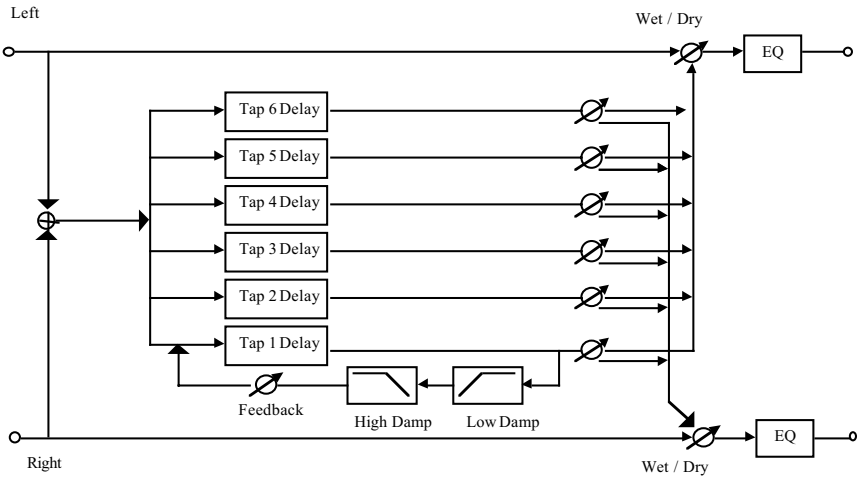 Left
Wet / Dry
EQ
Tap 6 Delay
Tap 5 Delay
Tap 4 Delay
Tap 3 Delay
Tap 2 Delay
Tap 1 Delay
Feedback
High Damp
Low Damp
EQ
Right
Wet / Dry